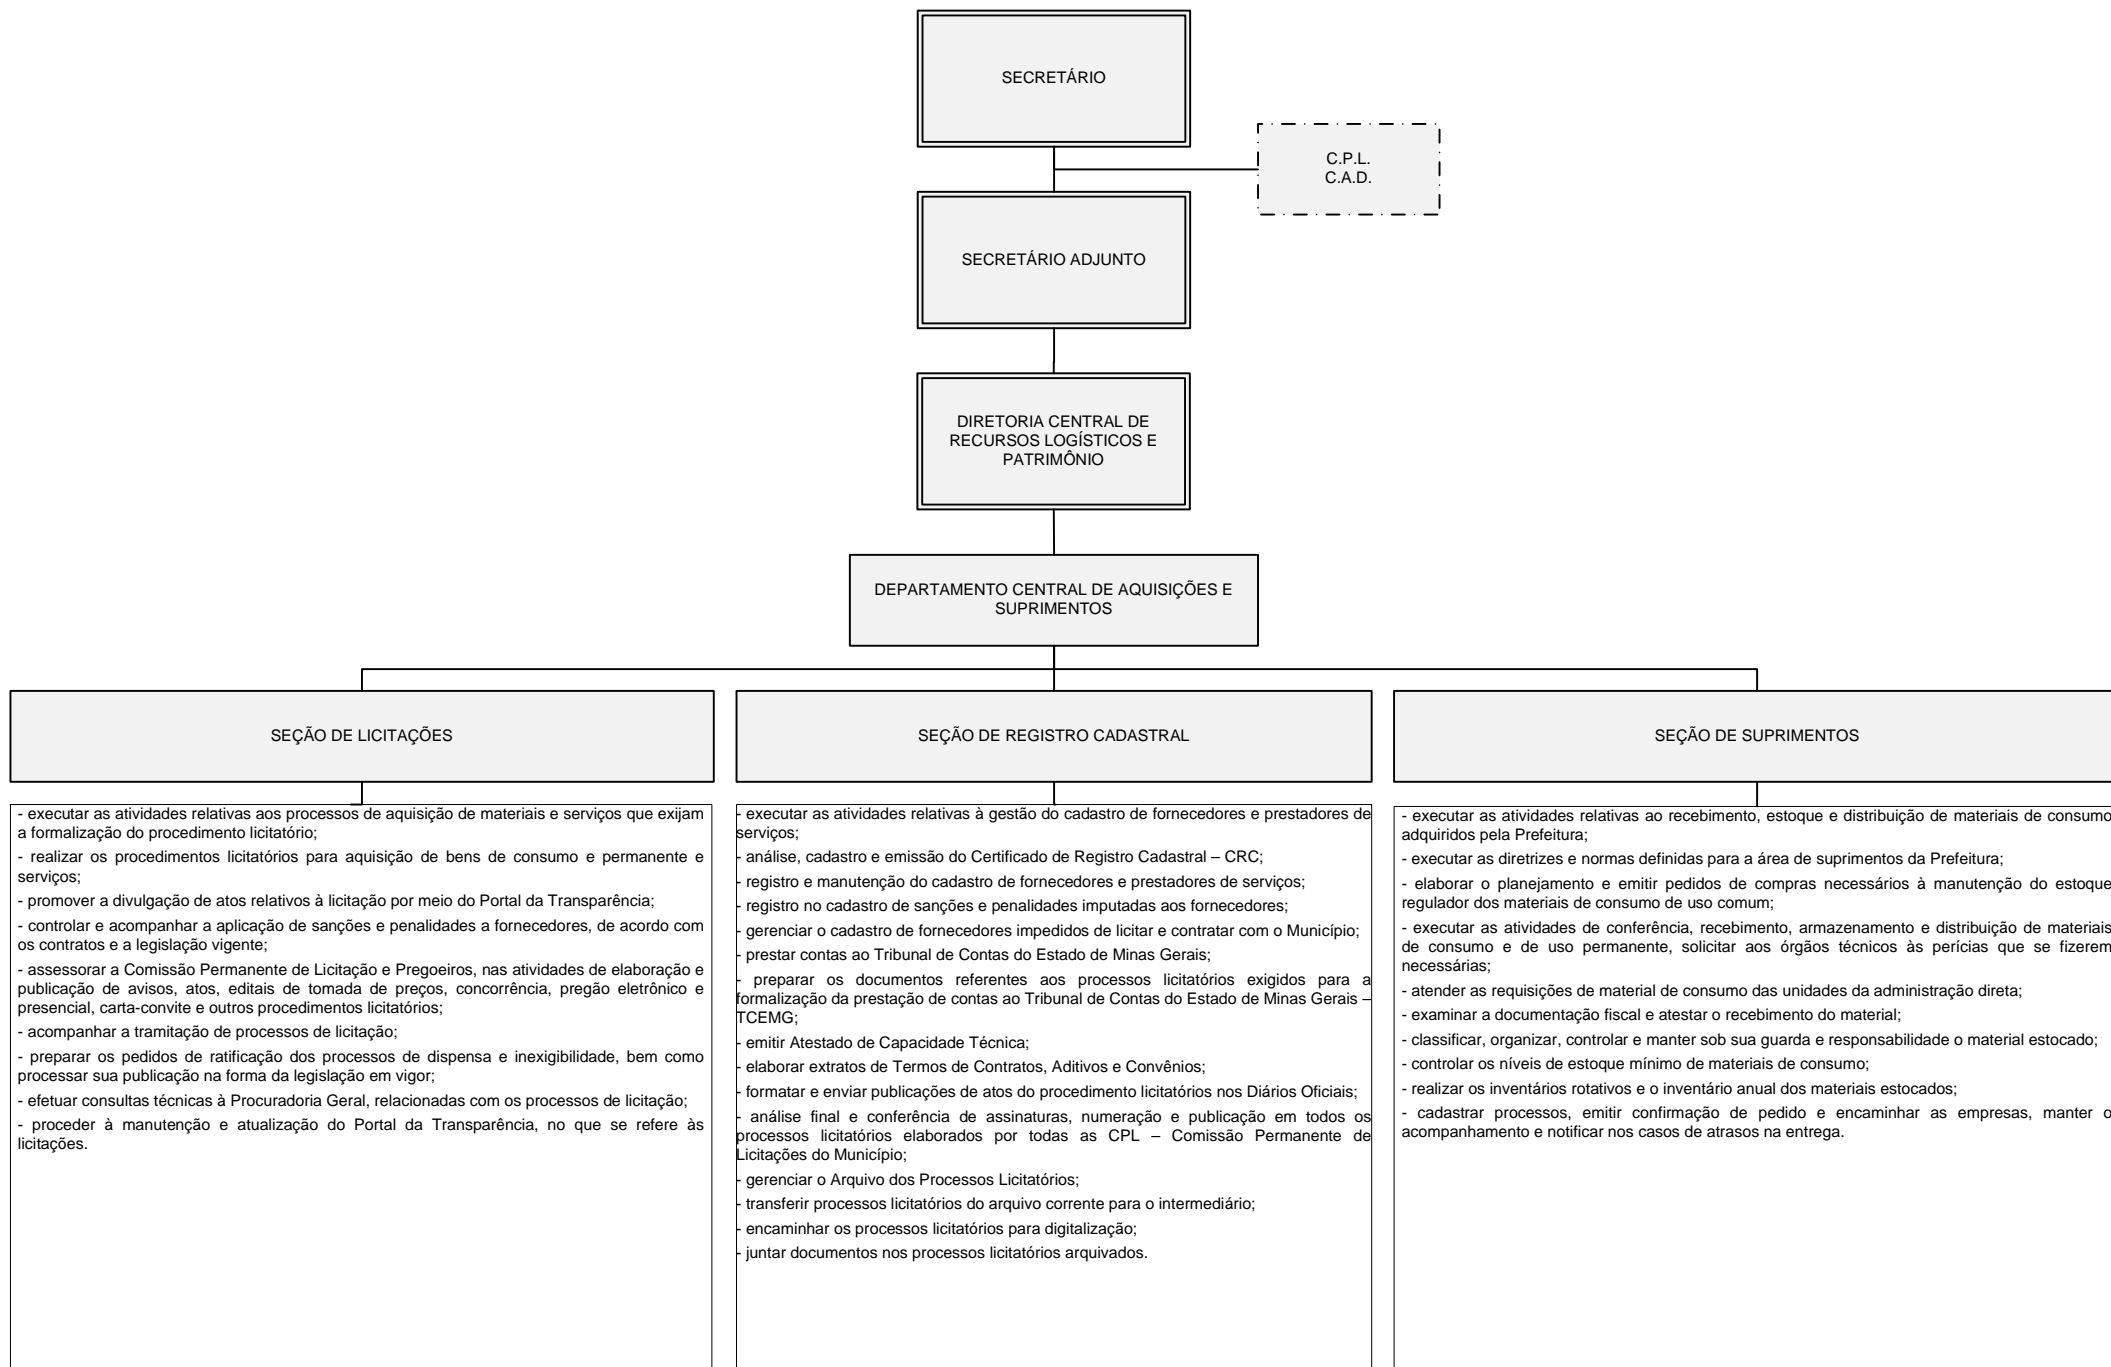 SECRETÁRIO
C.P.L.
C.A.D.
SECRETÁRIO ADJUNTO
DIRETORIA CENTRAL DE
RECURSOS LOGÍSTICOS E
PATRIMÔNIO
DEPARTAMENTO CENTRAL DE AQUISIÇÕES E
SUPRIMENTOS
SEÇÃO DE LICITAÇÕES
- executar as atividades relativas aos processos de aquisição de materiais e serviços que exijam
a formalização do procedimento licitatório;
- realizar os procedimentos licitatórios para aquisição de bens de consumo e permanente e
serviços;
- promover a divulgação de atos relativos à licitação por meio do Portal da Transparência;
- controlar e acompanhar a aplicação de sanções e penalidades a fornecedores, de acordo com
os contratos e a legislação vigente;
- assessorar a Comissão Permanente de Licitação e Pregoeiros, nas atividades de elaboração e
publicação de avisos, atos, editais de tomada de preços, concorrência, pregão eletrônico e
presencial, carta-convite e outros procedimentos licitatórios;
- acompanhar a tramitação de processos de licitação;
- preparar os pedidos de ratificação dos processos de dispensa e inexigibilidade, bem como
processar sua publicação na forma da legislação em vigor;
- efetuar consultas técnicas à Procuradoria Geral, relacionadas com os processos de licitação;
- proceder à manutenção e atualização do Portal da Transparência, no que se refere às
licitações.
SEÇÃO DE REGISTRO CADASTRAL
- executar as atividades relativas à gestão do cadastro de fornecedores e prestadores de
serviços;
- análise, cadastro e emissão do Certificado de Registro Cadastral – CRC;
- registro e manutenção do cadastro de fornecedores e prestadores de serviços;
- registro no cadastro de sanções e penalidades imputadas aos fornecedores;
- gerenciar o cadastro de fornecedores impedidos de licitar e contratar com o Município;
- prestar contas ao Tribunal de Contas do Estado de Minas Gerais;
- preparar os documentos referentes aos processos licitatórios exigidos para a
formalização da prestação de contas ao Tribunal de Contas do Estado de Minas Gerais –
TCEMG;
- emitir Atestado de Capacidade Técnica;
- elaborar extratos de Termos de Contratos, Aditivos e Convênios;
- formatar e enviar publicações de atos do procedimento licitatórios nos Diários Oficiais;
- análise final e conferência de assinaturas, numeração e publicação em todos os
processos licitatórios elaborados por todas as CPL – Comissão Permanente de
Licitações do Município;
- gerenciar o Arquivo dos Processos Licitatórios;
- transferir processos licitatórios do arquivo corrente para o intermediário;
- encaminhar os processos licitatórios para digitalização;
- juntar documentos nos processos licitatórios arquivados.
SEÇÃO DE SUPRIMENTOS
- executar as atividades relativas ao recebimento, estoque e distribuição de materiais de consumo
adquiridos pela Prefeitura;
- executar as diretrizes e normas definidas para a área de suprimentos da Prefeitura;
- elaborar o planejamento e emitir pedidos de compras necessários à manutenção do estoque
regulador dos materiais de consumo de uso comum;
- executar as atividades de conferência, recebimento, armazenamento e distribuição de materiais
de consumo e de uso permanente, solicitar aos órgãos técnicos às perícias que se fizerem
necessárias;
- atender as requisições de material de consumo das unidades da administração direta;
- examinar a documentação fiscal e atestar o recebimento do material;
- classificar, organizar, controlar e manter sob sua guarda e responsabilidade o material estocado;
- controlar os níveis de estoque mínimo de materiais de consumo;
- realizar os inventários rotativos e o inventário anual dos materiais estocados;
- cadastrar processos, emitir confirmação de pedido e encaminhar as empresas, manter o
acompanhamento e notificar nos casos de atrasos na entrega.